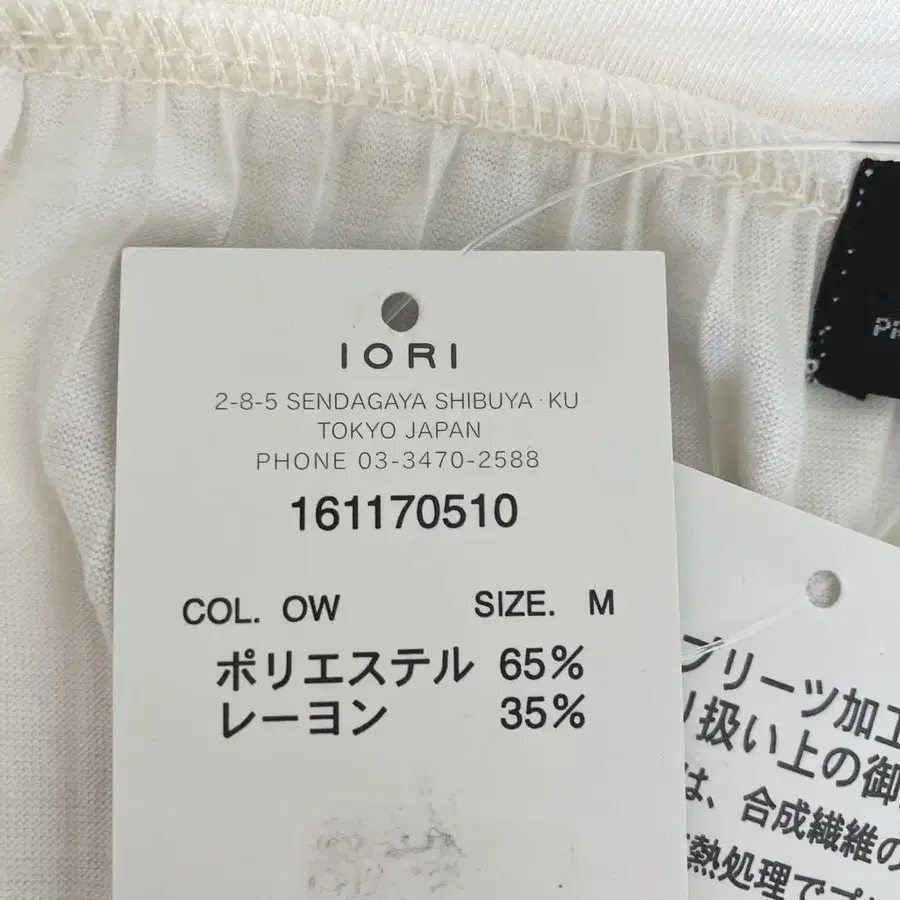 IORI
2-8-5 SENDAGAYA SHIBUYA・KU
TOKYO JAPAN
PHONE 03-3470-2588
161170510
COL. OW SIZE. M
ポリエステル 65%
レーヨン 35%
プリーツ加工
り扱い上の御
は、合成繊維の
熱処理でプ